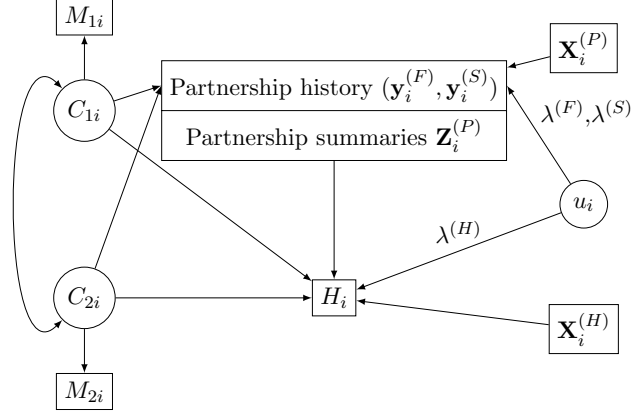 M_{1i}
C_{1i}
Partnership history (y_i^{(F)}, y_i^{(S)})
Partnership summaries Z_i^{(P)}
X_i^{(P)}
λ^{(F)},λ^{(S)}
u_i
λ^{(H)}
C_{2i}
H_i
X_i^{(H)}
M_{2i}